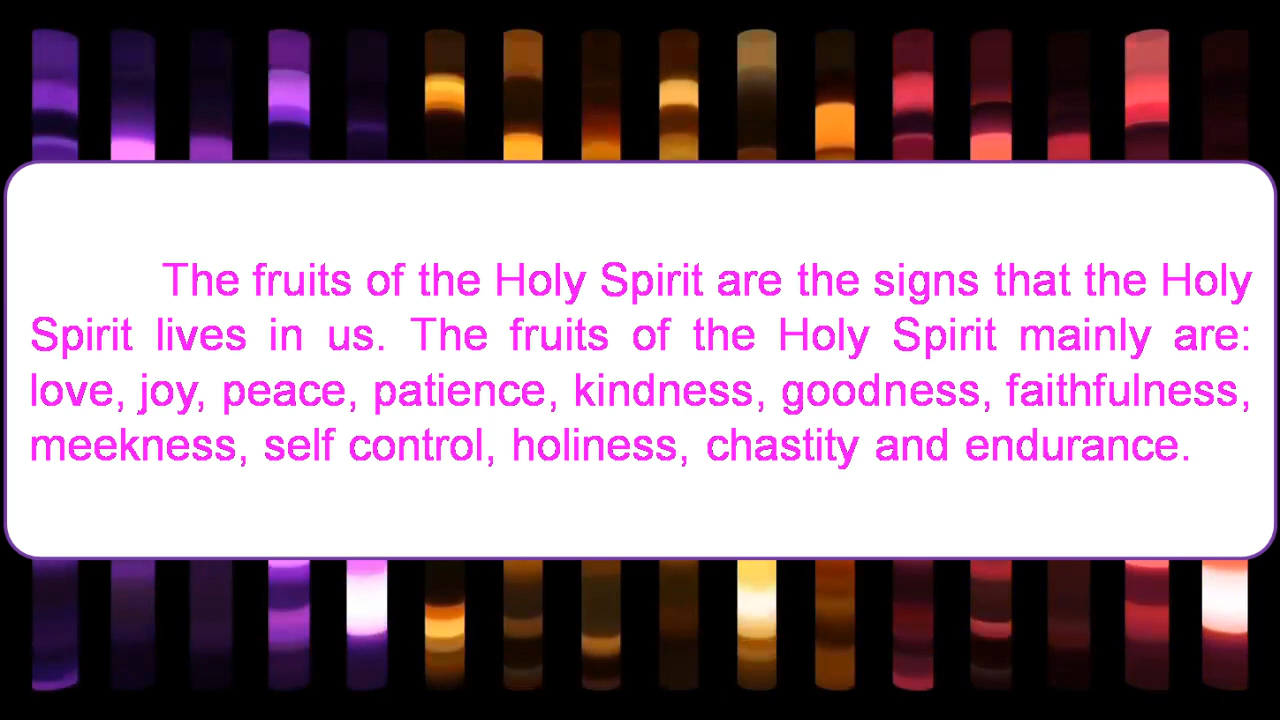 The fruits of the Holy Spirit are the signs that the Holy
Spirit lives in us. The fruits of the Holy Spirit mainly are:
love, joy, peace, patience, kindness, goodness, faithfulness,
meekness, self control, holiness, chastity and endurance.